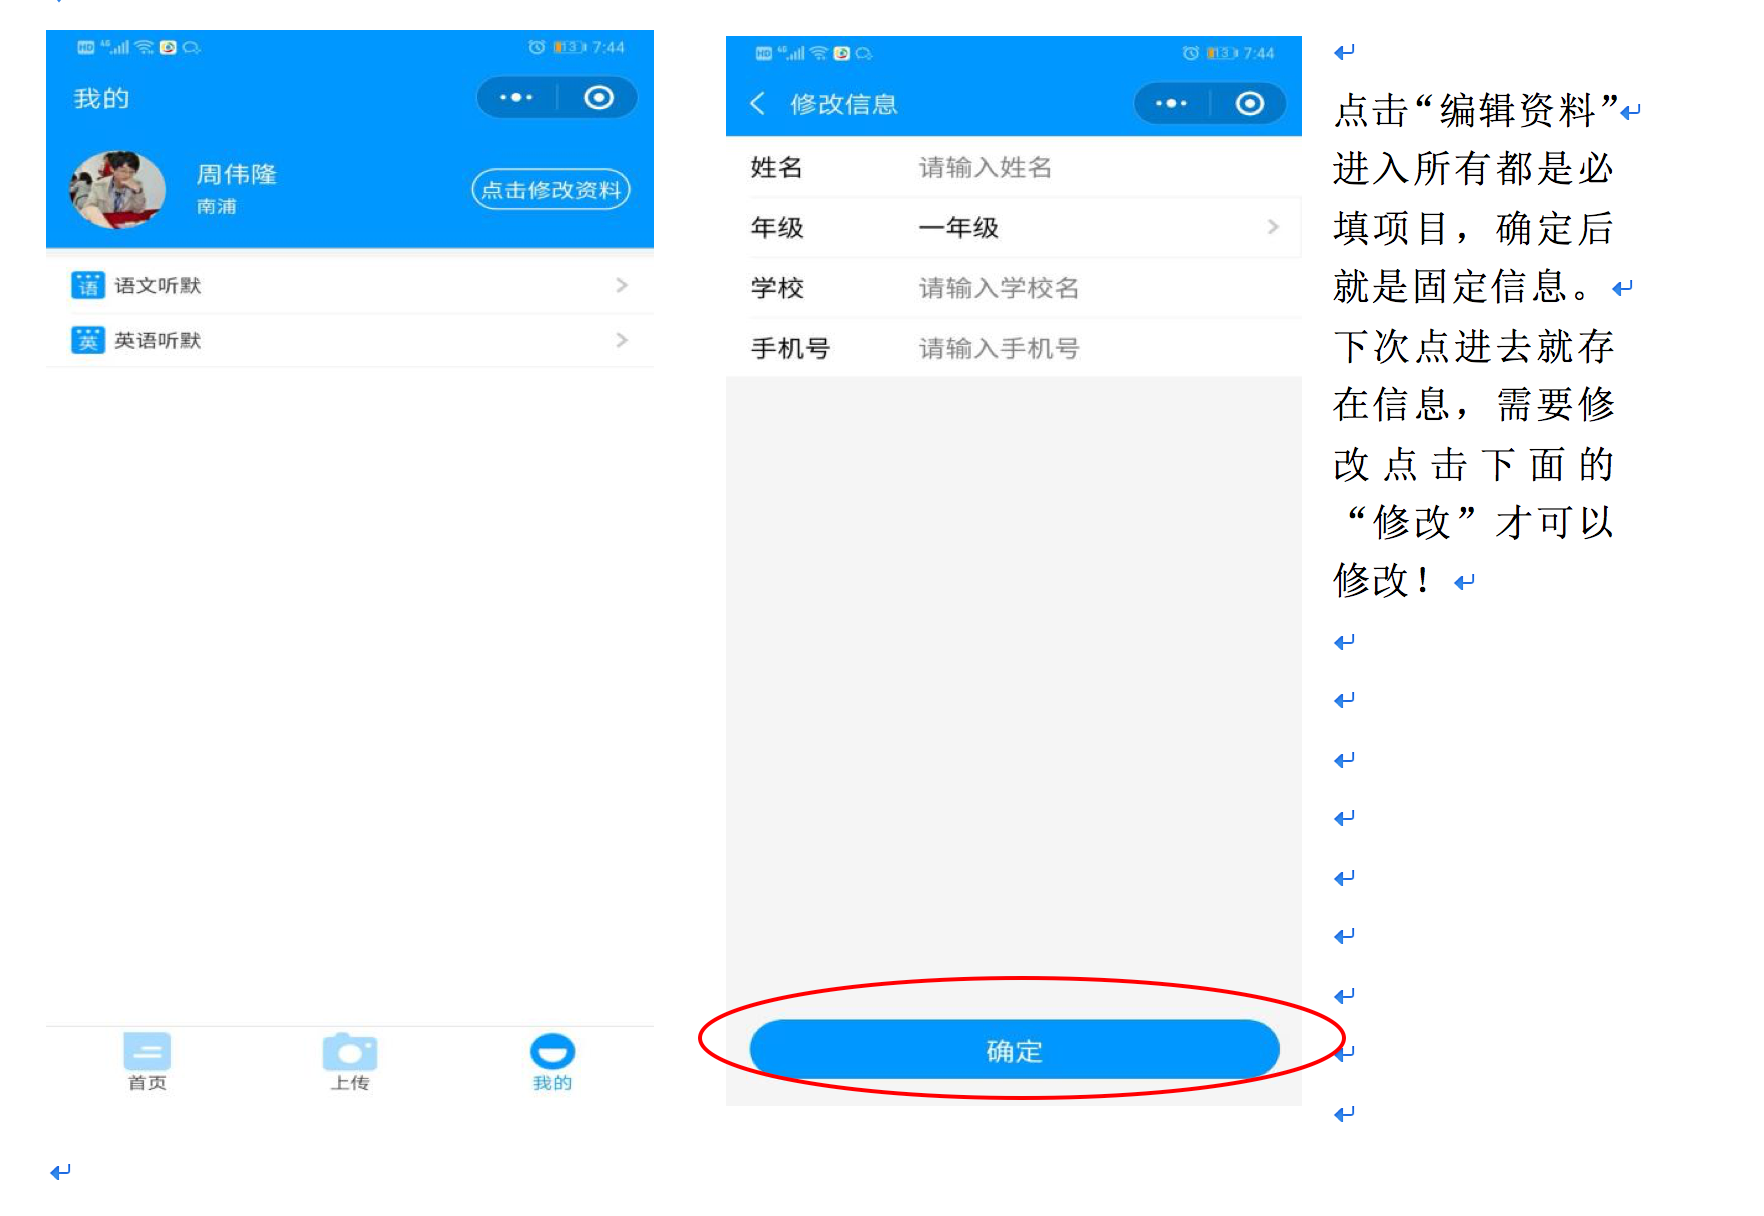 HD 4G 13 7:44
我的
周伟隆
南浦
点击修改资料
语 语文听默
英 英语听默
首页 上传 我的
HD 4G 13 7:44
修改信息
姓名 请输入姓名
年级 一年级
学校 请输入学校名
手机号 请输入手机号
确定
点击“编辑资料”
进入所有都是必
填项目，确定后
就是固定信息。
下次点进去就存
在信息，需要修
改点击下面的
“修改”才可以
修改！